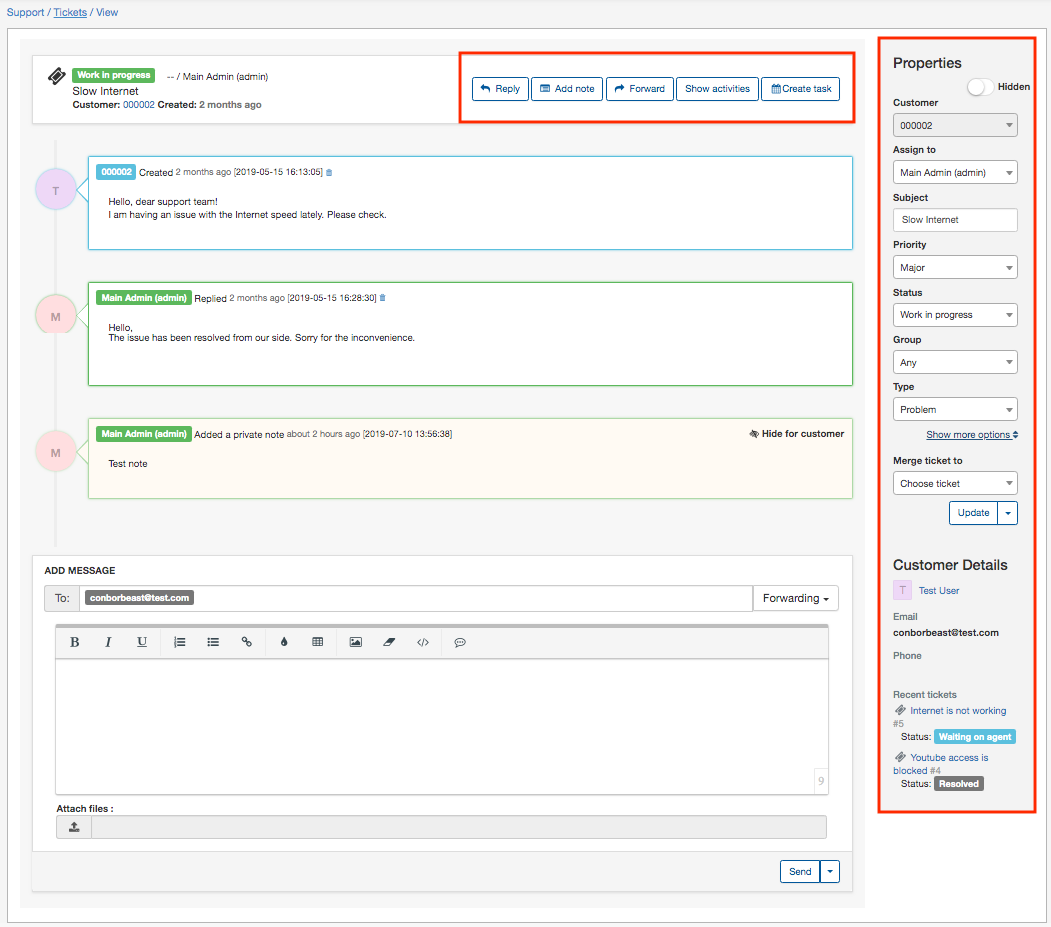 Support / Tickets / View
Work in progress -- / Main Admin (admin)
Slow Internet
Customer: 000002 Created: 2 months ago
Reply Add note Forward Show activities Create task
T
000002 Created 2 months ago [2019-05-15 16:13:05]
Hello, dear support team!
I am having an issue with the Internet speed lately. Please check.
M
Main Admin (admin) Replied 2 months ago [2019-05-15 16:28:30]
Hello,
The issue has been resolved from our side. Sorry for the inconvenience.
M
Main Admin (admin) Added a private note about 2 hours ago [2019-07-10 13:56:38] Hide for customer
Test note
ADD MESSAGE
To: conborbeast@test.com Forwarding
B I U
9
Attach files :
Send
Properties
Hidden
Customer
000002
Assign to
Main Admin (admin)
Subject
Slow Internet
Priority
Major
Status
Work in progress
Group
Any
Type
Problem
Show more options
Merge ticket to
Choose ticket
Update
Customer Details
T Test User
Email
conborbeast@test.com
Phone
Recent tickets
Internet is not working
#5
Status: Waiting on agent
Youtube access is
blocked #4
Status: Resolved